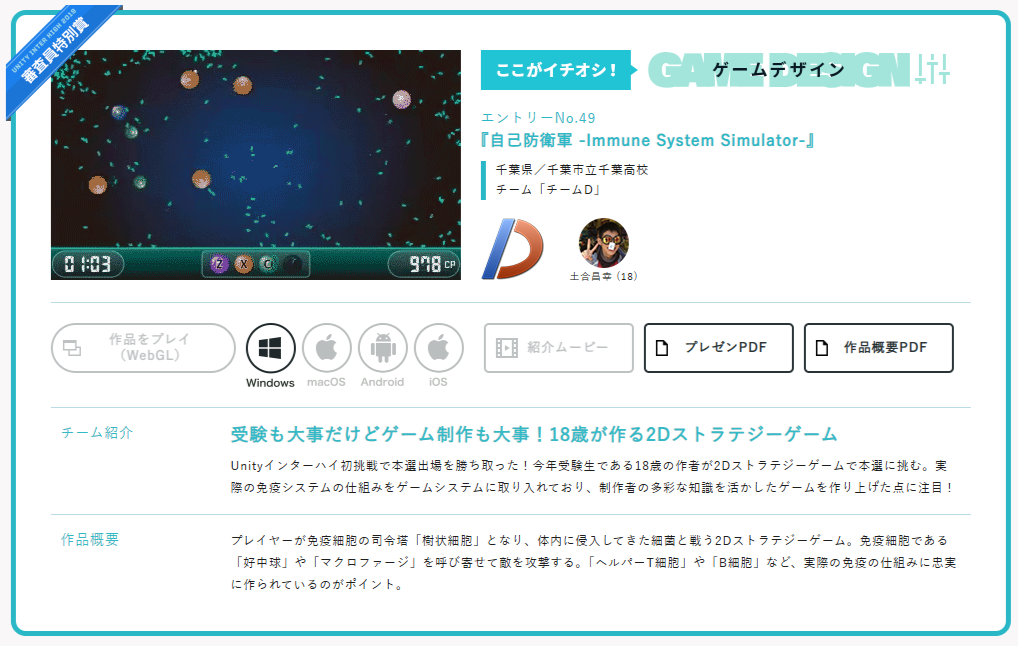 UNITY INTER HIGH 2018
審査員特別賞
ここがイチオシ!
GAME DESIGN
ゲームデザイン
エントリーNo.49
『自己防衛軍 -Immune System Simulator-』
千葉県／千葉市立千葉高校
チーム「チームD」
土合昌幸 (18)
01:03
Z X C
978 CP
作品をプレイ
（WebGL）
Windows
macOS
Android
iOS
紹介ムービー
プレゼンPDF
作品概要PDF
チーム紹介
受験も大事だけどゲーム制作も大事！18歳が作る2Dストラテジーゲーム
Unityインターハイ初挑戦で本選出場を勝ち取った！今年受験生である18歳の作者が2Dストラテジーゲームで本選に挑む。実
際の免疫システムの仕組みをゲームシステムに取り入れており、制作者の多彩な知識を活かしたゲームを作り上げた点に注目！
作品概要
プレイヤーが免疫細胞の司令塔「樹状細胞」となり、体内に侵入してきた細菌と戦う2Dストラテジーゲーム。免疫細胞である
「好中球」や「マクロファージ」を呼び寄せて敵を攻撃する。「ヘルパーT細胞」や「B細胞」など、実際の免疫の仕組みに忠実
に作られているのがポイント。